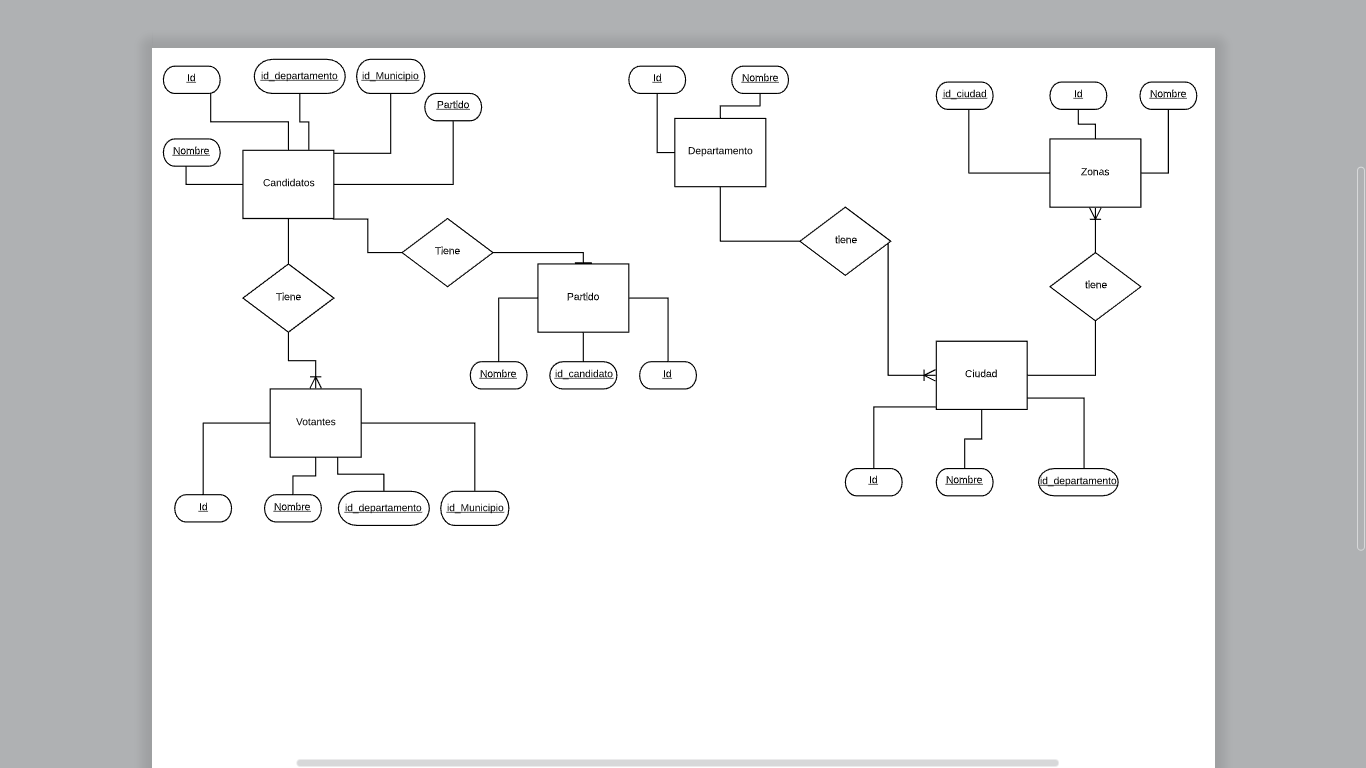 Id
id_departamento
id_Municipio
Partido
Nombre
Candidatos
Tiene
Tiene
Partido
Nombre
id_candidato
Id
Votantes
Id
Nombre
id_departamento
id_Municipio
Id
Nombre
Departamento
tiene
id_ciudad
Id
Nombre
Zonas
tiene
Ciudad
Id
Nombre
id_departamento